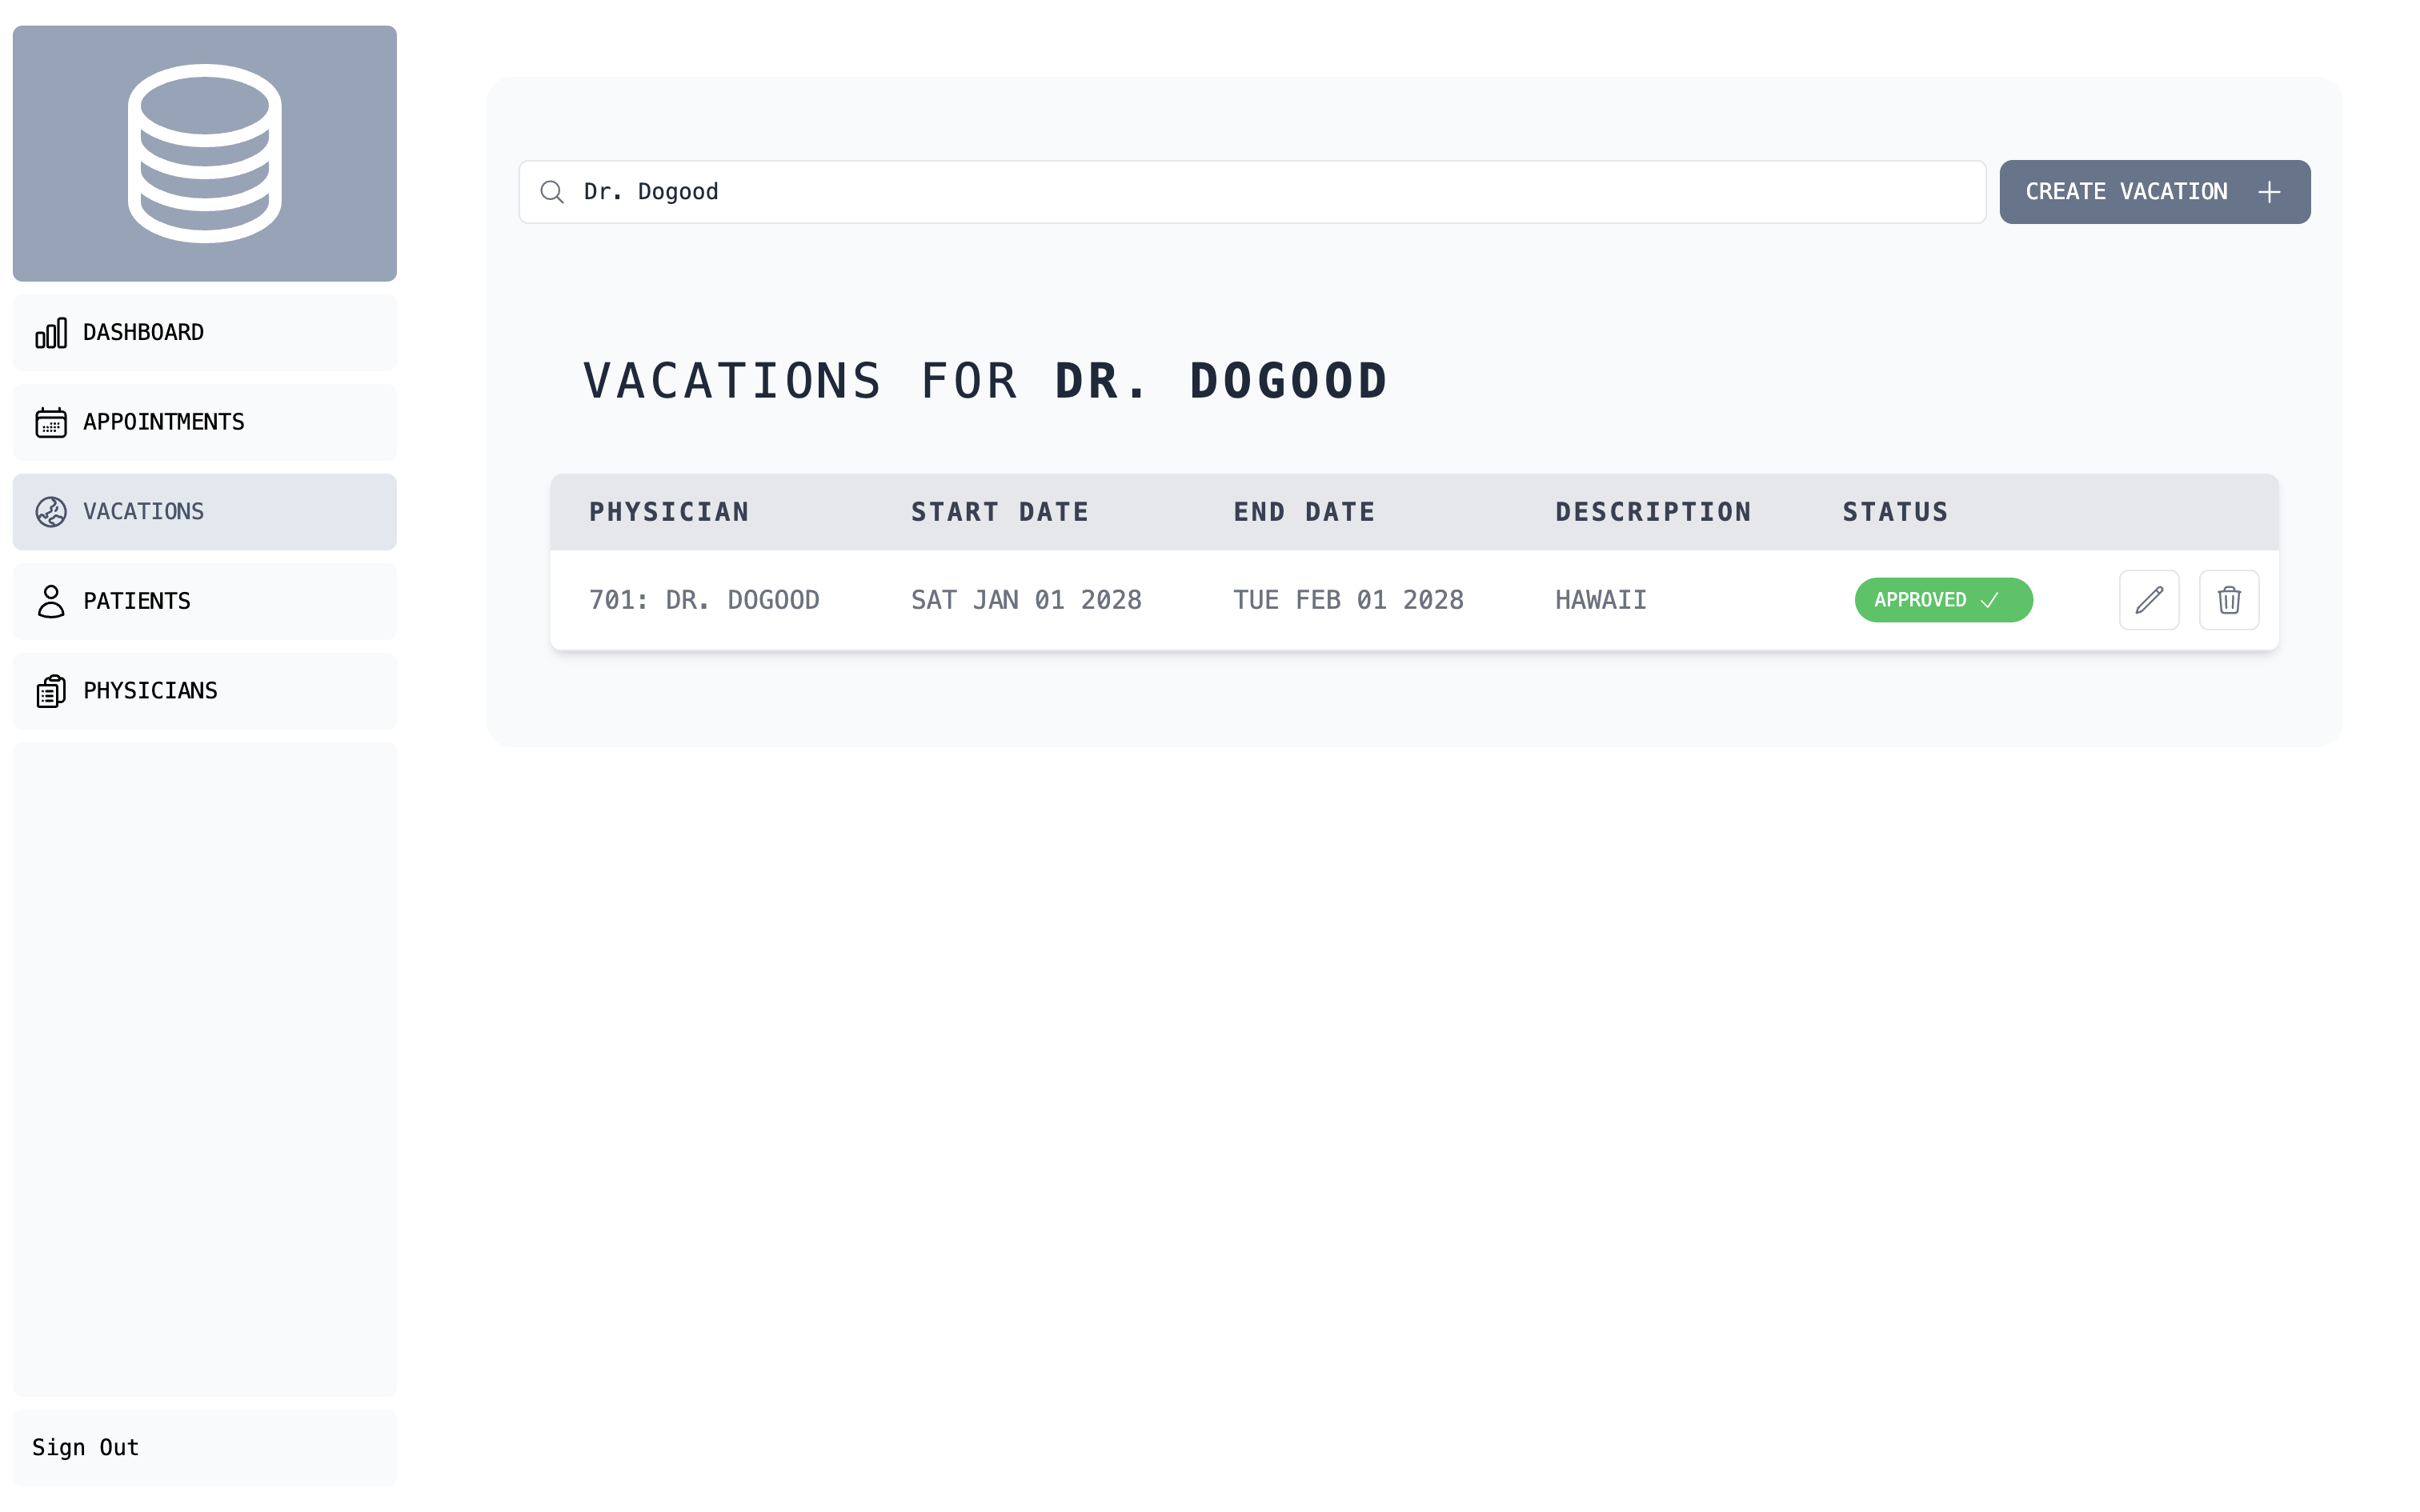 DASHBOARD
APPOINTMENTS
VACATIONS
PATIENTS
PHYSICIANS
Sign Out
Dr. Dogood
CREATE VACATION
VACATIONS FOR DR. DOGOOD
PHYSICIAN START DATE END DATE DESCRIPTION STATUS
701: DR. DOGOOD SAT JAN 01 2028 TUE FEB 01 2028 HAWAII APPROVED